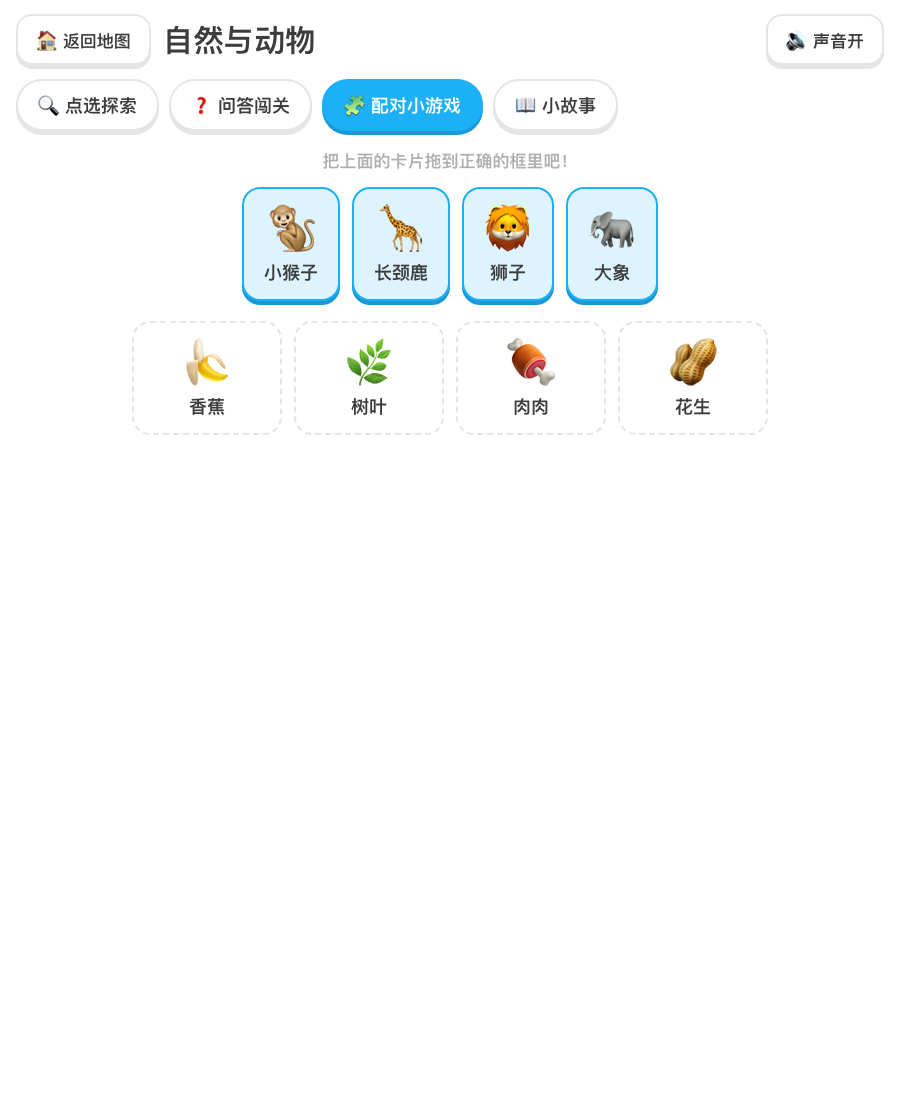 返回地图 自然与动物 声音开
点选探索 问答闯关 配对小游戏 小故事
把上面的卡片拖到正确的框里吧!
小猴子 长颈鹿 狮子 大象
香蕉 树叶 肉肉 花生